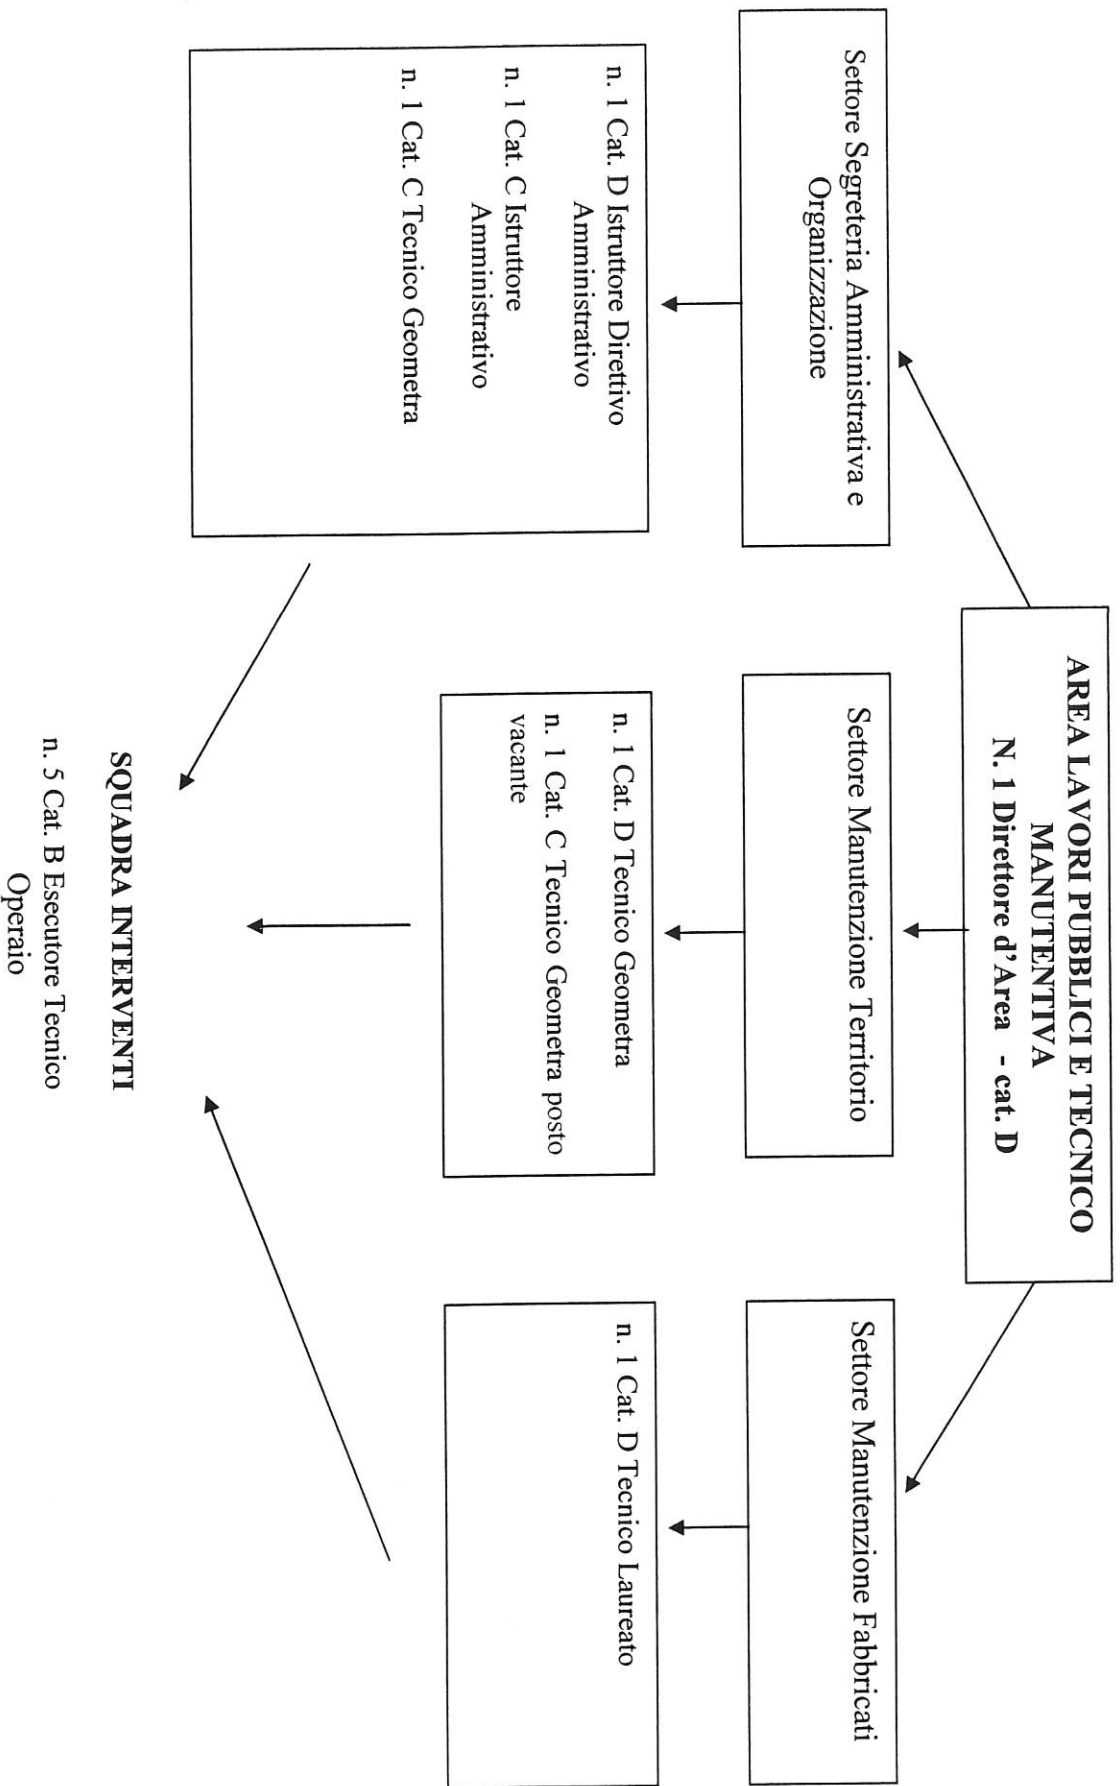 AREA LAVORI PUBBLICI E TECNICO
MANUTENTIVA
N. 1 Direttore d'Area - cat. D
Settore Segreteria Amministrativa e
Organizzazione
Settore Manutenzione Territorio
Settore Manutenzione Fabbricati
n. 1 Cat. D Istruttore Direttivo
Amministrativo
n. 1 Cat. C Istruttore
Amministrativo
n. 1 Cat. C Tecnico Geometra
n. 1 Cat. D Tecnico Geometra
n. 1 Cat. C Tecnico Geometra posto
vacante
n. 1 Cat. D Tecnico Laureato
SQUADRA INTERVENTI
n. 5 Cat. B Esecutore Tecnico
Operaio